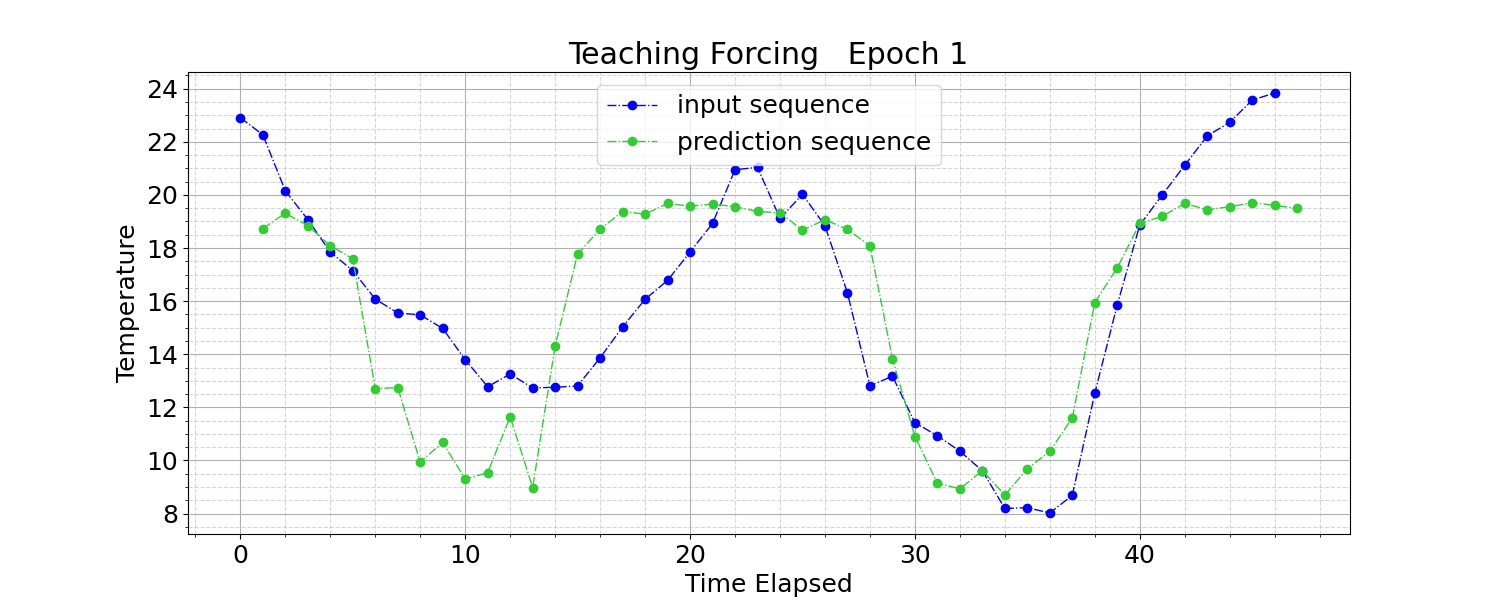 Teaching Forcing   Epoch 1
input sequence
prediction sequence
Temperature
24
22
20
18
16
14
12
10
8
0 10 20 30 40
Time Elapsed